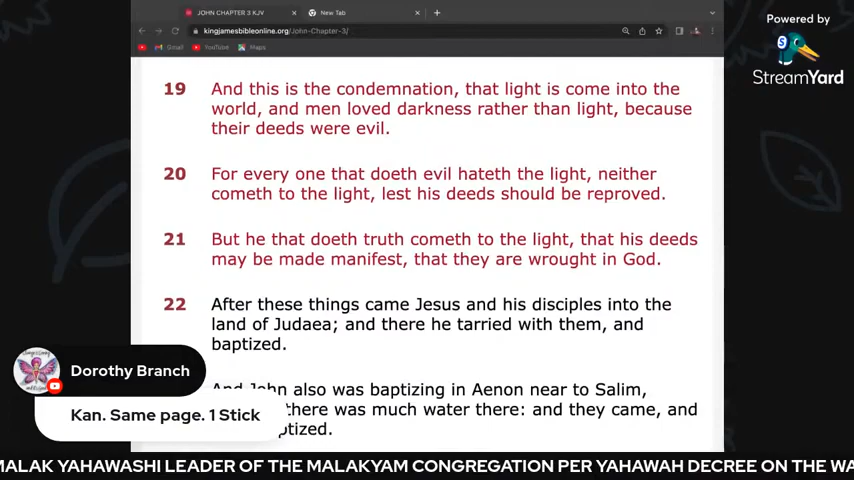 JOHN CHAPTER 3 KJV
New Tab
kingjamesbibleonline.org/John-Chapter-3/
Gmail
YouTube
Maps
Powered by
StreamYard
19 And this is the condemnation, that light is come into the
world, and men loved darkness rather than light, because
their deeds were evil.
20 For every one that doeth evil hateth the light, neither
cometh to the light, lest his deeds should be reproved.
21 But he that doeth truth cometh to the light, that his deeds
may be made manifest, that they are wrought in God.
22 After these things came Jesus and his disciples into the
land of Judaea; and there he tarried with them, and
baptized.
And John also was baptizing in Aenon near to Salim,
there was much water there: and they came, and
Dorothy Branch
Kan. Same page. 1 Stick
MALAK YAHAWASHI LEADER OF THE MALAKYAM CONGREGATION PER YAHAWAH DECREE ON THE